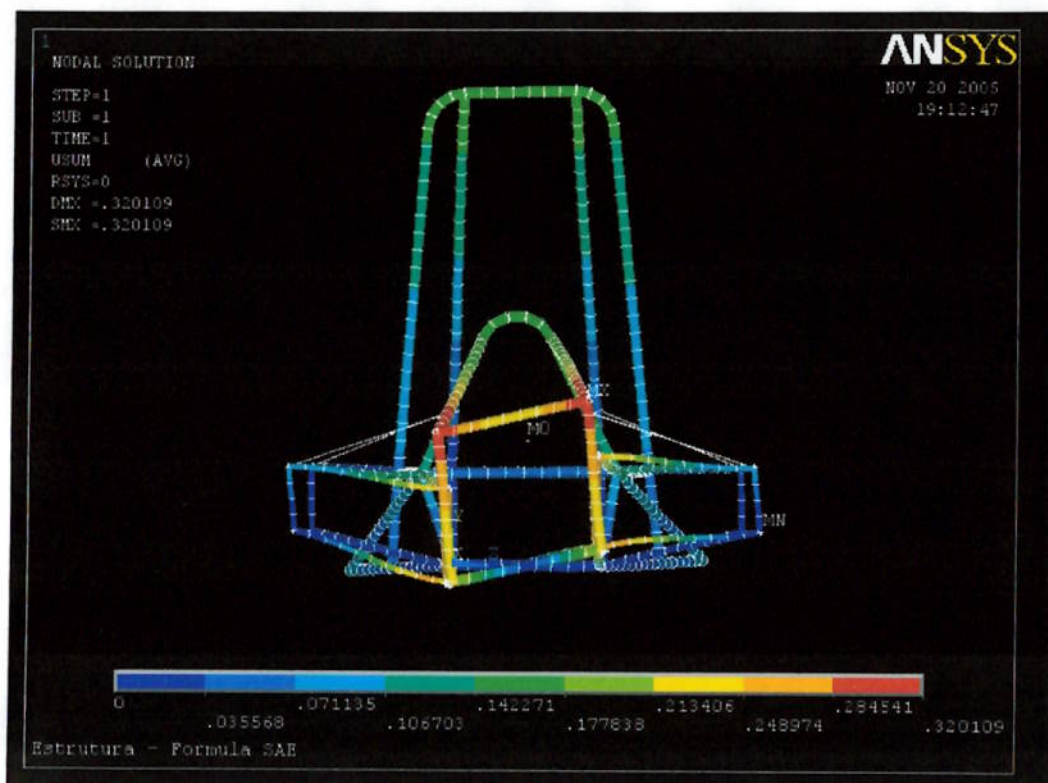 1
NODAL SOLUTION
STEP=1
SUB =1
TIME=1
USUM (AVG)
RSYS=0
DMX =.320109
SMX =.320109
ANSYS
NOV 20 2005
19:12:47
MX
MN
0
.035568
.071135
.106703
.142271
.177838
.213406
.248974
.284541
.320109
Estrutura - Formula SAE